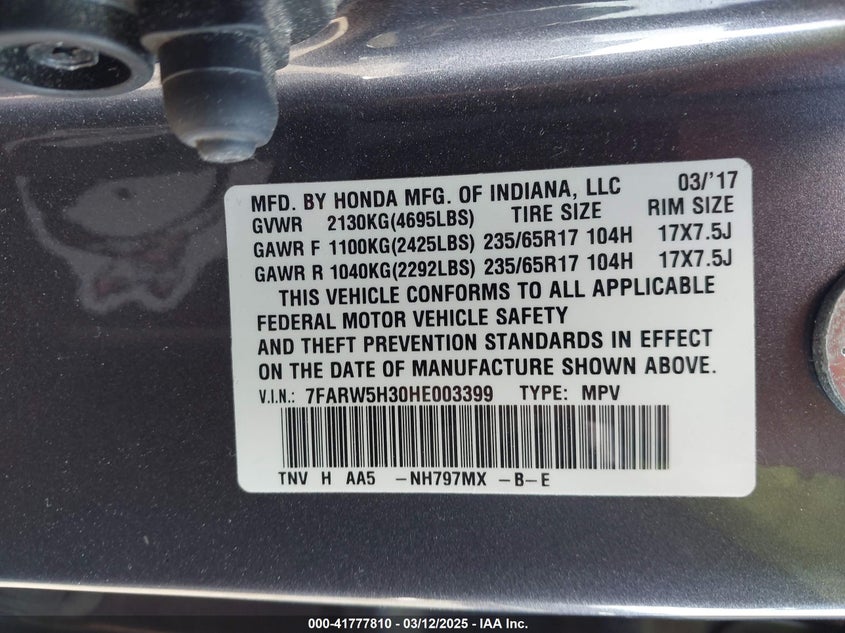 MFD. BY HONDA MFG. OF INDIANA, LLC 03/'17
GVWR 2130KG(4695LBS) TIRE SIZE RIM SIZE
GAWR F 1100KG(2425LBS) 235/65R17 104H 17X7.5J
GAWR R 1040KG(2292LBS) 235/65R17 104H 17X7.5J
THIS VEHICLE CONFORMS TO ALL APPLICABLE
FEDERAL MOTOR VEHICLE SAFETY
AND THEFT PREVENTION STANDARDS IN EFFECT
ON THE DATE OF MANUFACTURE SHOWN ABOVE.
V.I.N.: 7FARW5H30HE003399 TYPE: MPV
TNV H AA5 -NH797MX -B-E
000-41777810 - 03/12/2025 - IAA Inc.